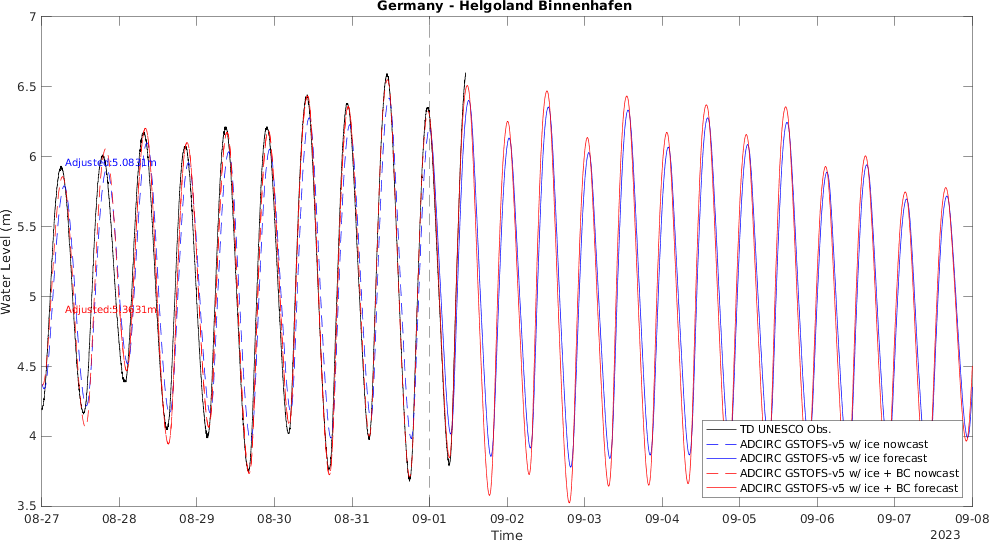 Germany - Helgoland Binnenhafen
7
6.5
6
5.5
5
4.5
4
3.5
Water Level (m)
Adjusted:5.0831m
Adjusted:5.3631m
TD UNESCO Obs.
ADCIRC GSTOFS-v5 w/ ice nowcast
ADCIRC GSTOFS-v5 w/ ice forecast
ADCIRC GSTOFS-v5 w/ ice + BC nowcast
ADCIRC GSTOFS-v5 w/ ice + BC forecast
08-27 08-28 08-29 08-30 08-31 09-01 09-02 09-03 09-04 09-05 09-06 09-07 09-08
Time
2023